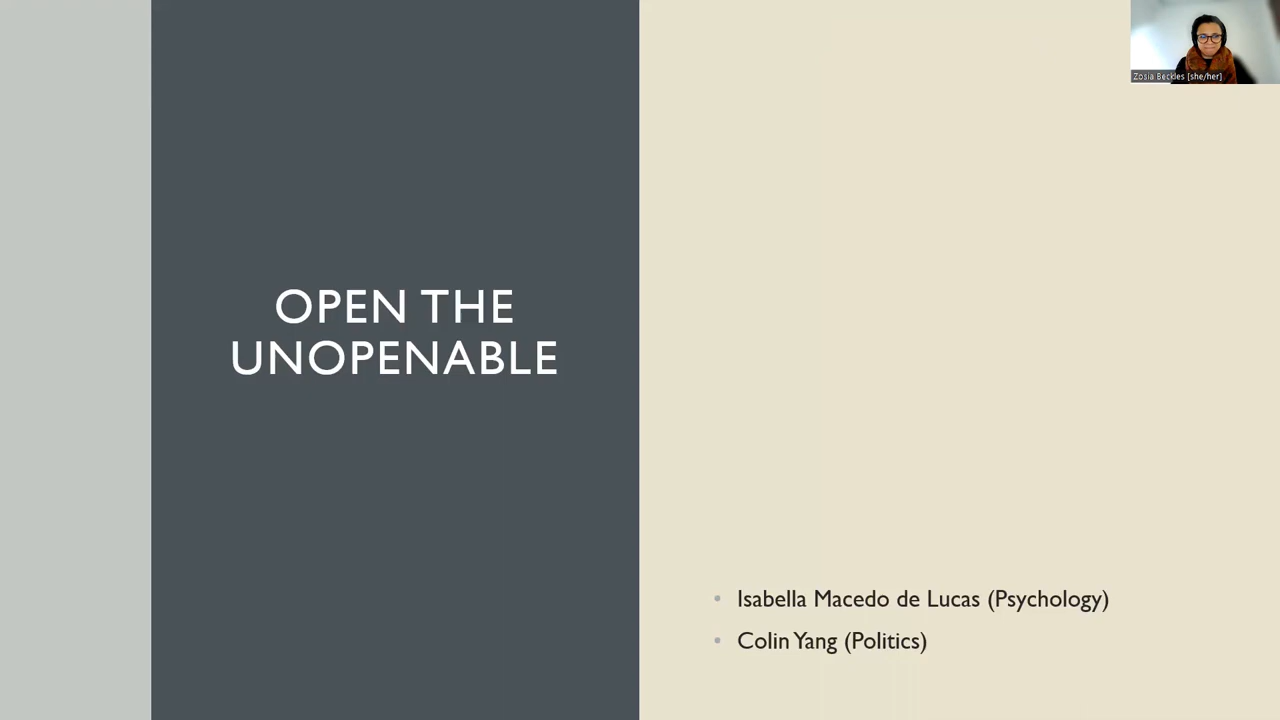 OPEN THE
UNOPENABLE
Zosia Beckles [she/her]
• Isabella Macedo de Lucas (Psychology)
• Colin Yang (Politics)